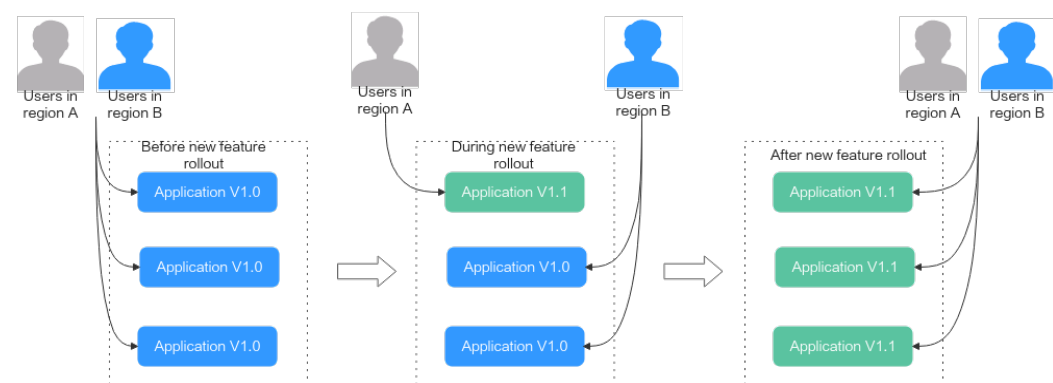 Users in
region A
Users in
region B
Before new feature
rollout
Application V1.0
Application V1.0
Application V1.0
Users in
region A
Users in
region B
During new feature
rollout
Application V1.1
Application V1.0
Application V1.0
Users in
region A
Users in
region B
After new feature rollout
Application V1.1
Application V1.1
Application V1.1